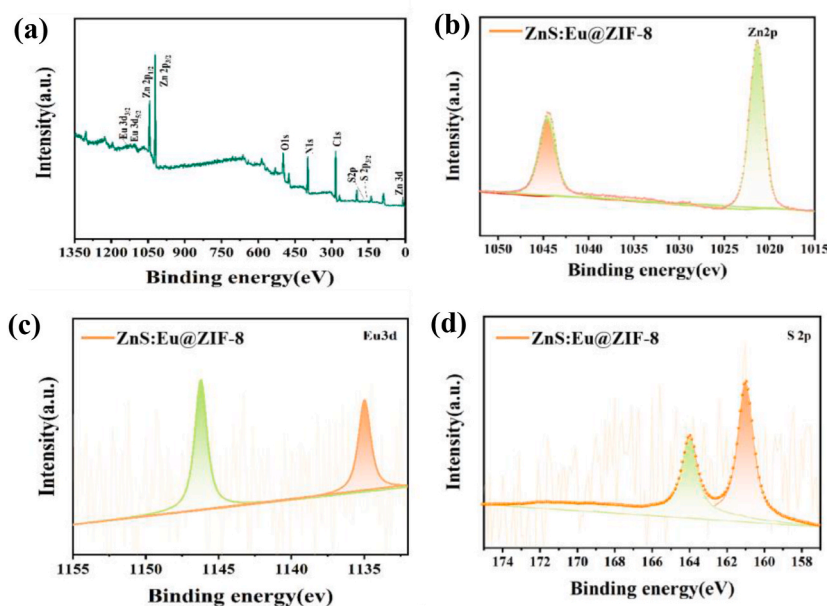 (a)
Intensity(a.u.)
Eu 3d3/2
Eu 3d5/2
Zn 2p1/2
Zn 2p3/2
O1s
N1s
C1s
S2p
S 2p3/2
Zn 3d
1350 1200 1050 900 750 600 450 300 150 0
Binding energy(eV)
(b)
ZnS:Eu@ZIF-8
Zn2p
Intensity(a.u.)
1050 1045 1040 1035 1030 1025 1020 1015
Binding energy(ev)
(c)
ZnS:Eu@ZIF-8
Eu3d
Intensity(a.u.)
1155 1150 1145 1140 1135
Binding energy(ev)
(d)
ZnS:Eu@ZIF-8
S 2p
Intensity(a.u.)
174 172 170 168 166 164 162 160 158
Binding energy(eV)